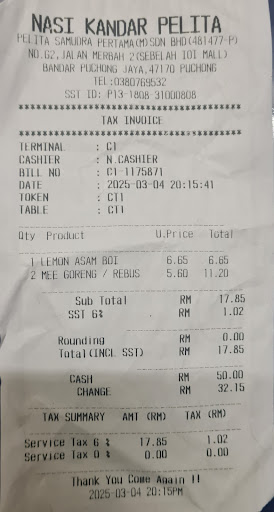 NASI KANDAR PELITA
PELITA SAMUDRA PERTAMA(M)SDN BHD(481477-P)
NO.62,JALAN MERBAH 2(SEBELAH IOI MALL)
BANDAR PUCHONG JAYA,47170 PUCHONG
TEL:0380769532
SST ID: P13-1808-31000808
TAX INVOICE
TERMINAL : C1
CASHIER : N.CASHIER
BILL NO : C1-1175871
DATE : 2025-03-04 20:15:41
TOKEN : CT1
TABLE : CT1
Qty Product U.Price Total
1 LEMON ASAM BOI 6.65 6.65
2 MEE GORENG / REBUS 5.60 11.20
Sub Total RM 17.85
SST 6% RM 1.02
Rounding RM 0.00
Total(INCL SST) RM 17.85
CASH RM 50.00
CHANGE RM 32.15
TAX SUMMARY AMT (RM) TAX (RM)
Service Tax 6 % 17.85 1.02
Service Tax 0 % 0.00 0.00
Thank You Come Again !!
2025-03-04 20:15PM